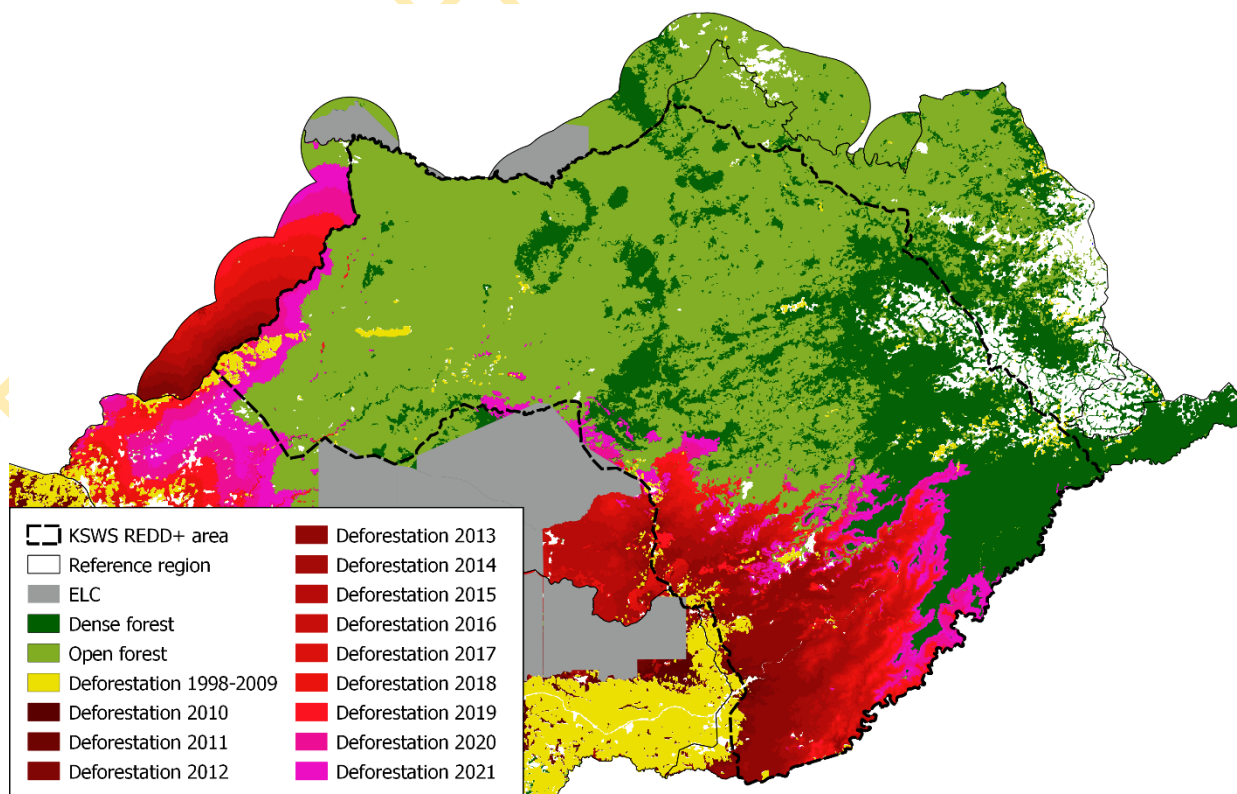 KSWS REDD+ area
Reference region
ELC
Dense forest
Open forest
Deforestation 1998-2009
Deforestation 2010
Deforestation 2011
Deforestation 2012
Deforestation 2013
Deforestation 2014
Deforestation 2015
Deforestation 2016
Deforestation 2017
Deforestation 2018
Deforestation 2019
Deforestation 2020
Deforestation 2021